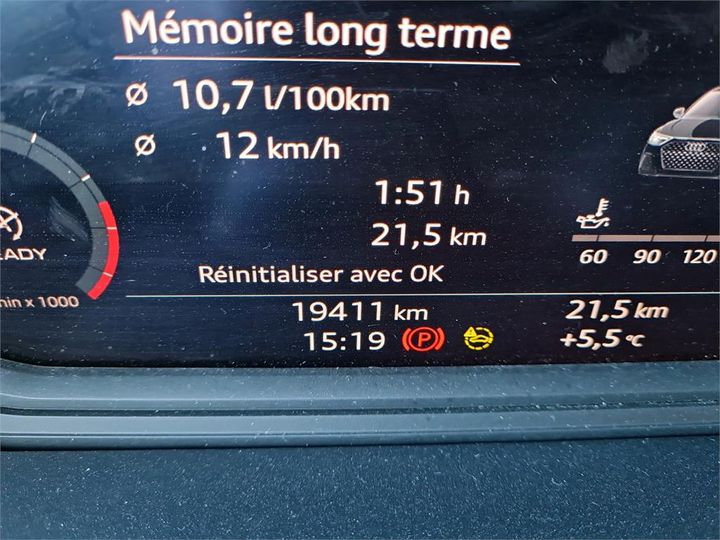 Mémoire long terme
ø 10,7 l/100km
ø 12 km/h
1:51 h
21,5 km
60 90 120
EADY
Réinitialiser avec OK
min x 1000
19411 km 21,5 km
15:19 (P) +5,5 °C